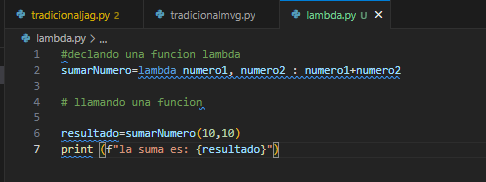 tradicionaljag.py 2
tradicionalmvg.py
lambda.py U
lambda.py > ...
1 #declando una funcion lambda
2 sumarNumero=lambda numero1, numero2 : numero1+numero2
3
4 # llamando una funcion
5
6 resultado=sumarNumero(10,10)
7 print (f"la suma es: {resultado}")